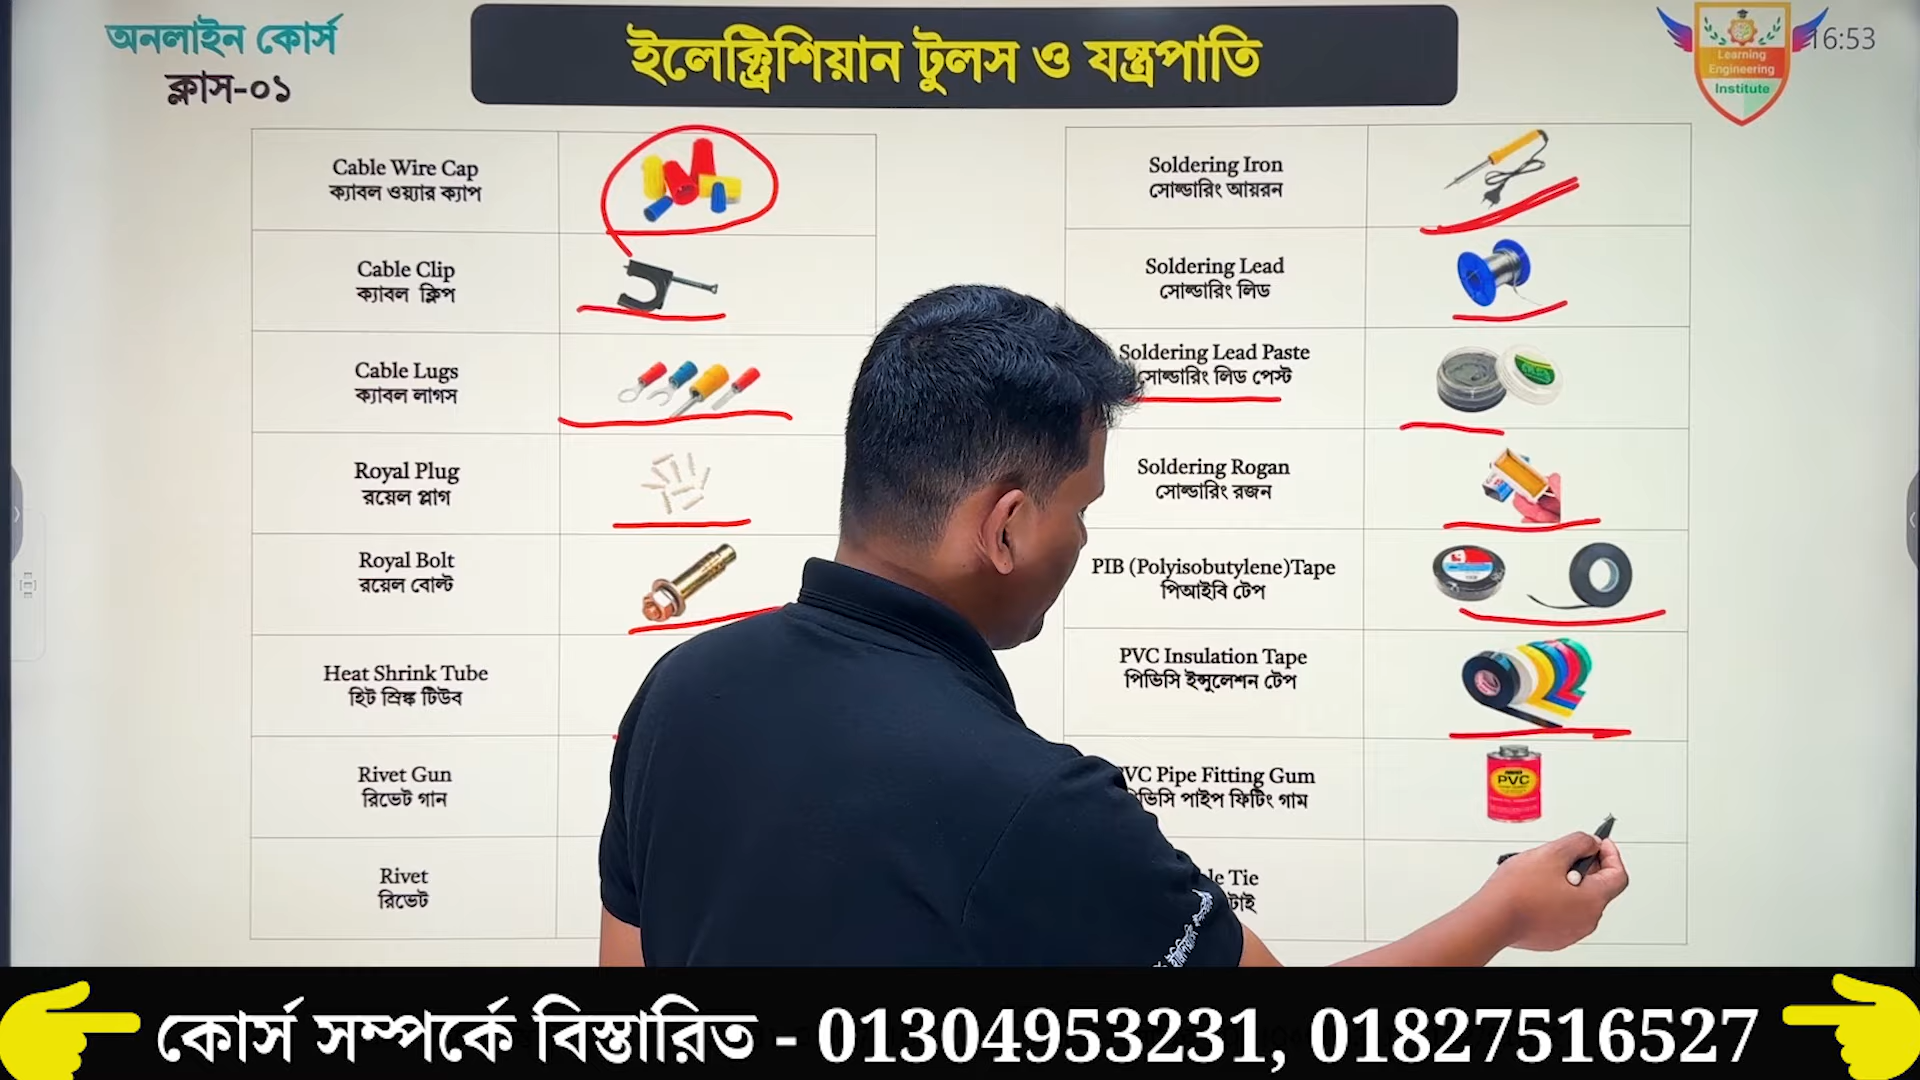 অনলাইন কোর্স
ক্লাস-০১
ইলেক্ট্রিশিয়ান টুলস ও যন্ত্রপাতি
Learning
Engineering
Institute
16:53
Cable Wire Cap
ক্যাবল ওয়্যার ক্যাপ
Cable Clip
ক্যাবল ক্লিপ
Cable Lugs
ক্যাবল লাগস
Royal Plug
রয়েল প্লাগ
Royal Bolt
রয়েল বোল্ট
Heat Shrink Tube
হিট স্রিঙ্ক টিউব
Rivet Gun
রিভেট গান
Rivet
রিভেট
Soldering Iron
সোল্ডারিং আয়রন
Soldering Lead
সোল্ডারিং লিড
Soldering Lead Paste
সোল্ডারিং লিড পেস্ট
Soldering Rogan
সোল্ডারিং রজন
PIB (Polyisobutylene)Tape
পিআইবি টেপ
PVC Insulation Tape
পিভিসি ইন্সুলেশন টেপ
PVC Pipe Fitting Gum
পিভিসি পাইপ ফিটিং গাম
PVC
Tie
টাই
কোর্স সম্পর্কে বিস্তারিত - 01304953231, 01827516527